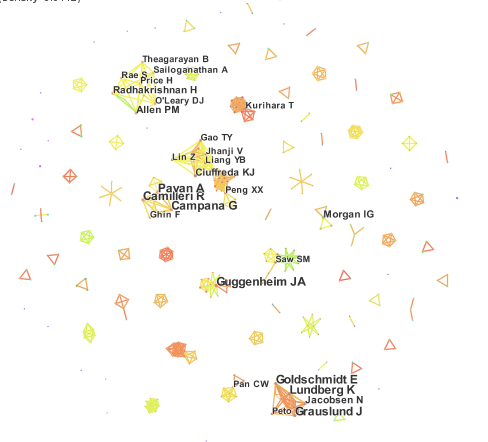 Theagarayan B
Sailoganathan A
Rae S
Price H
Radhakrishnan H
O'Leary DJ
Allen PM
Kurihara T
Gao TY
Jhanji V
Lin Z
Liang YB
Ciuffreda KJ
Payan A
Peng XX
Camilleri R
Campana G
Ghin F
Morgan IG
Saw SM
Guggenheim JA
Pan CW
Goldschmidt E
Lundberg K
Jacobsen N
Peto
Grauslund J